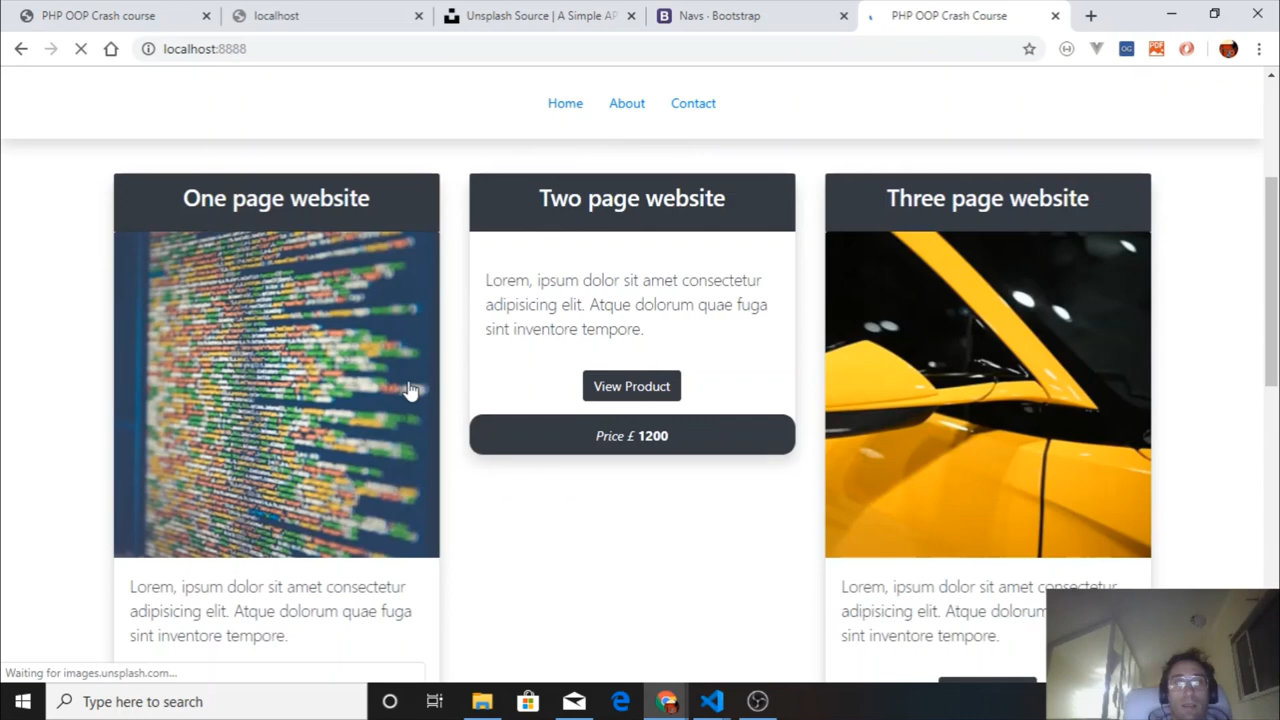 PHP OOP Crash course
localhost
Unsplash Source | A Simple AP
Navs · Bootstrap
PHP OOP Crash Course
localhost:8888
OG
PDF
Home About Contact
One page website
Two page website
Three page website
Lorem, ipsum dolor sit amet consectetur
adipisicing elit. Atque dolorum quae fuga
sint inventore tempore.
View Product
Price £ 1200
Lorem, ipsum dolor sit amet consectetur
adipisicing elit. Atque dolorum quae fuga
sint inventore tempore.
Lorem, ipsum dolor sit amet consectetur
adipisicing elit. Atque dolorum
sint inventore tempore.
Waiting for images.unsplash.com...
Type here to search